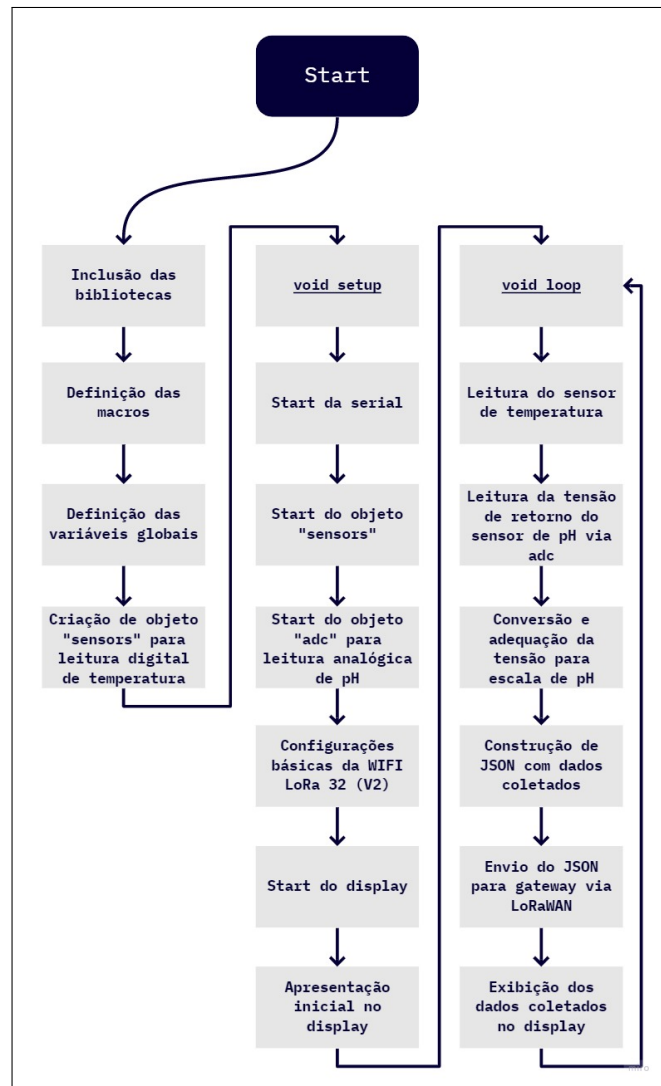 Start
Inclusão das
bibliotecas
Definição das
macros
Definição das
variáveis globais
Criação de objeto
"sensors" para
leitura digital
de temperatura
void setup
Start da serial
Start do objeto
"sensors"
Start do objeto
"adc" para
leitura analógica
de pH
Configurações
básicas da WIFI
LoRa 32 (V2)
Start do display
Apresentação
inicial no
display
void loop
Leitura do sensor
de temperatura
Leitura da tensão
de retorno do
sensor de pH via
adc
Conversão e
adequação da
tensão para
escala de pH
Construção de
JSON com dados
coletados
Envio do JSON
para gateway via
LoRaWAN
Exibição dos
dados coletados
no display